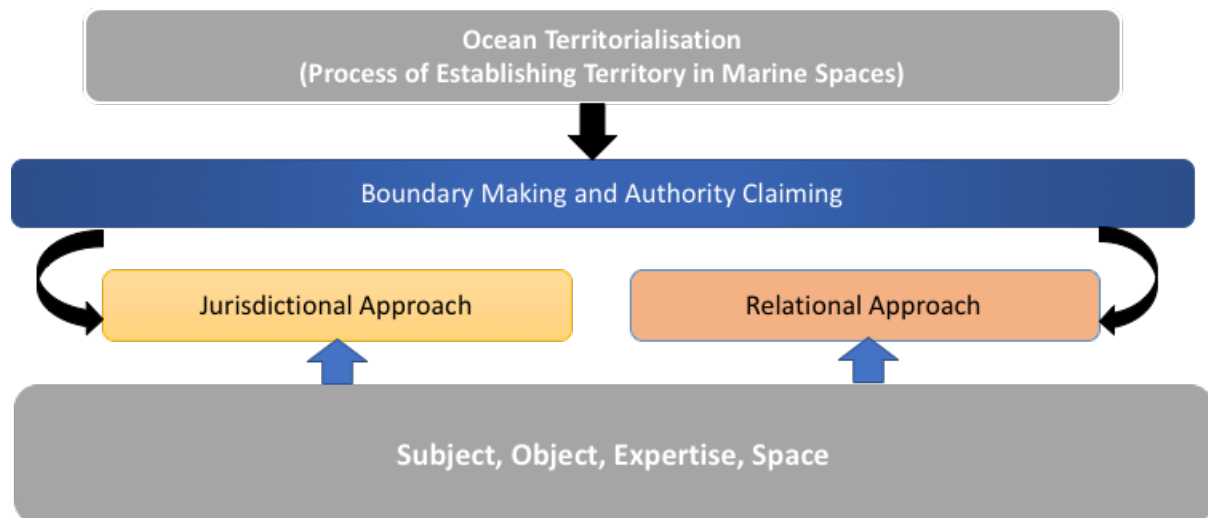 Ocean Territorialisation
(Process of Establishing Territory in Marine Spaces)
Boundary Making and Authority Claiming
Jurisdictional Approach
Relational Approach
Subject, Object, Expertise, Space